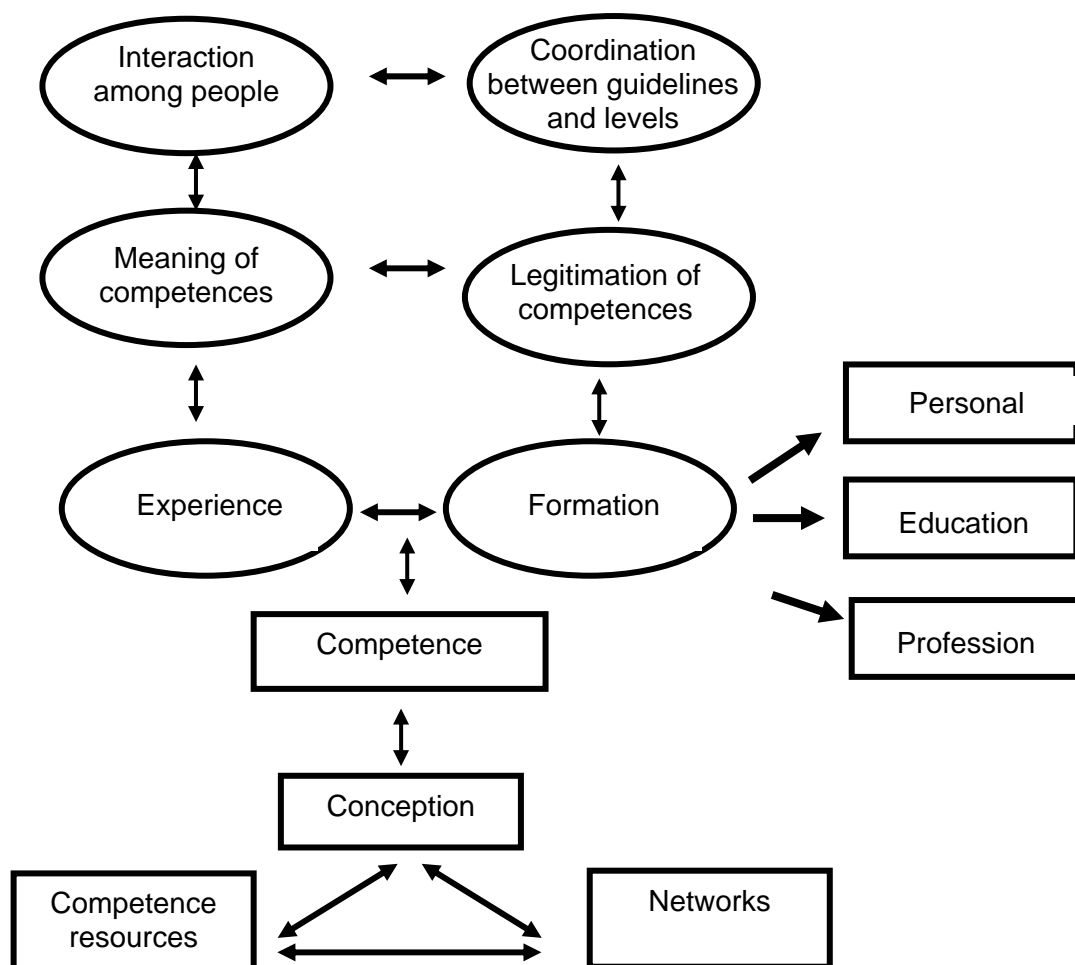 Interaction
among people
Coordination
between guidelines
and levels
Meaning of
competences
Legitimation of
competences
Experience
Formation
Personal
Education
Profession
Competence
Conception
Competence
resources
Networks